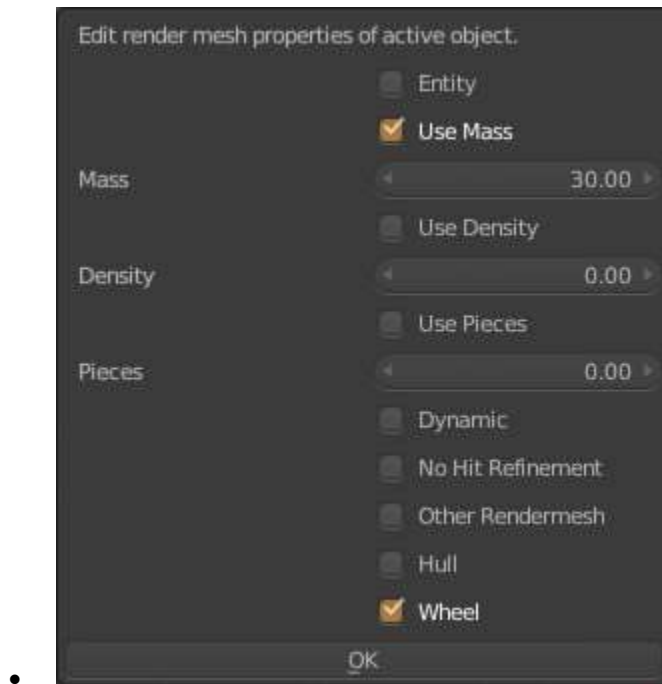 Edit render mesh properties of active object.
Entity
Use Mass
Mass 30.00
Use Density
Density 0.00
Use Pieces
Pieces 0.00
Dynamic
No Hit Refinement
Other Rendermesh
Hull
Wheel
OK